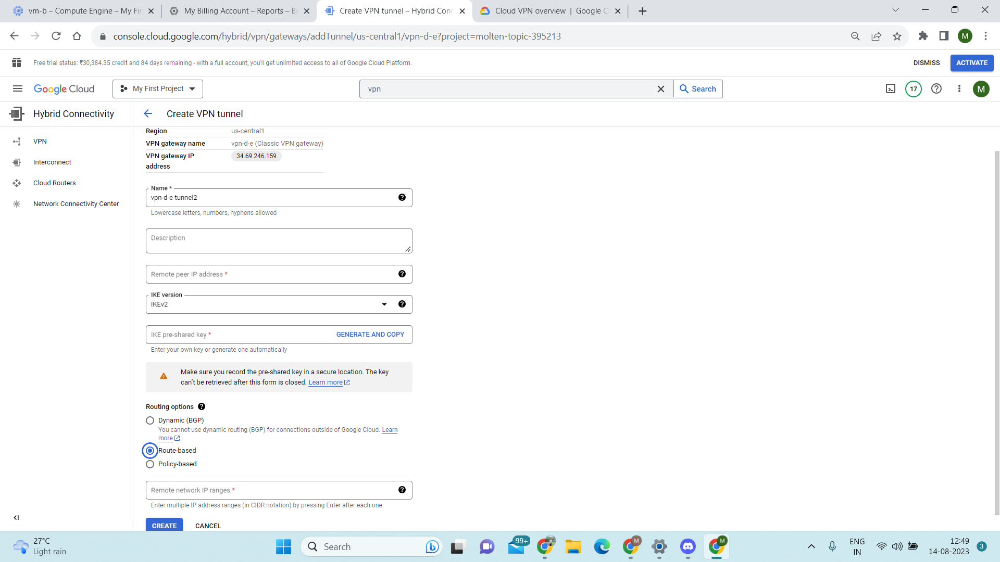 vm-b – Compute Engine – My Fir
My Billing Account – Reports – Bi
Create VPN tunnel – Hybrid Conn
Cloud VPN overview | Google Cl
console.cloud.google.com/hybrid/vpn/gateways/addTunnel/us-central1/vpn-d-e?project=molten-topic-395213
M
Free trial status: ₹30,384.35 credit and 84 days remaining - with a full account, you'll get unlimited access to all of Google Cloud Platform.
DISMISS
ACTIVATE
Google Cloud
My First Project
vpn
Search
17
M
Hybrid Connectivity
Create VPN tunnel
VPN
Interconnect
Cloud Routers
Network Connectivity Center
Region us-central1
VPN gateway name vpn-d-e (Classic VPN gateway)
VPN gateway IP address 34.69.246.159
Name *
vpn-d-e-tunnel2
Lowercase letters, numbers, hyphens allowed
Description
Remote peer IP address *
IKE version
IKEv2
IKE pre-shared key *
GENERATE AND COPY
Enter your own key or generate one automatically
Make sure you record the pre-shared key in a secure location. The key
can't be retrieved after this form is closed. Learn more
Routing options
Dynamic (BGP)
You cannot use dynamic routing (BGP) for connections outside of Google Cloud. Learn
more
Route-based
Policy-based
Remote network IP ranges *
Enter multiple IP address ranges (in CIDR notation) by pressing Enter after each one
CREATE
CANCEL
27°C
Light rain
Search
99+
M
M
ENG
IN
12:49
14-08-2023
3